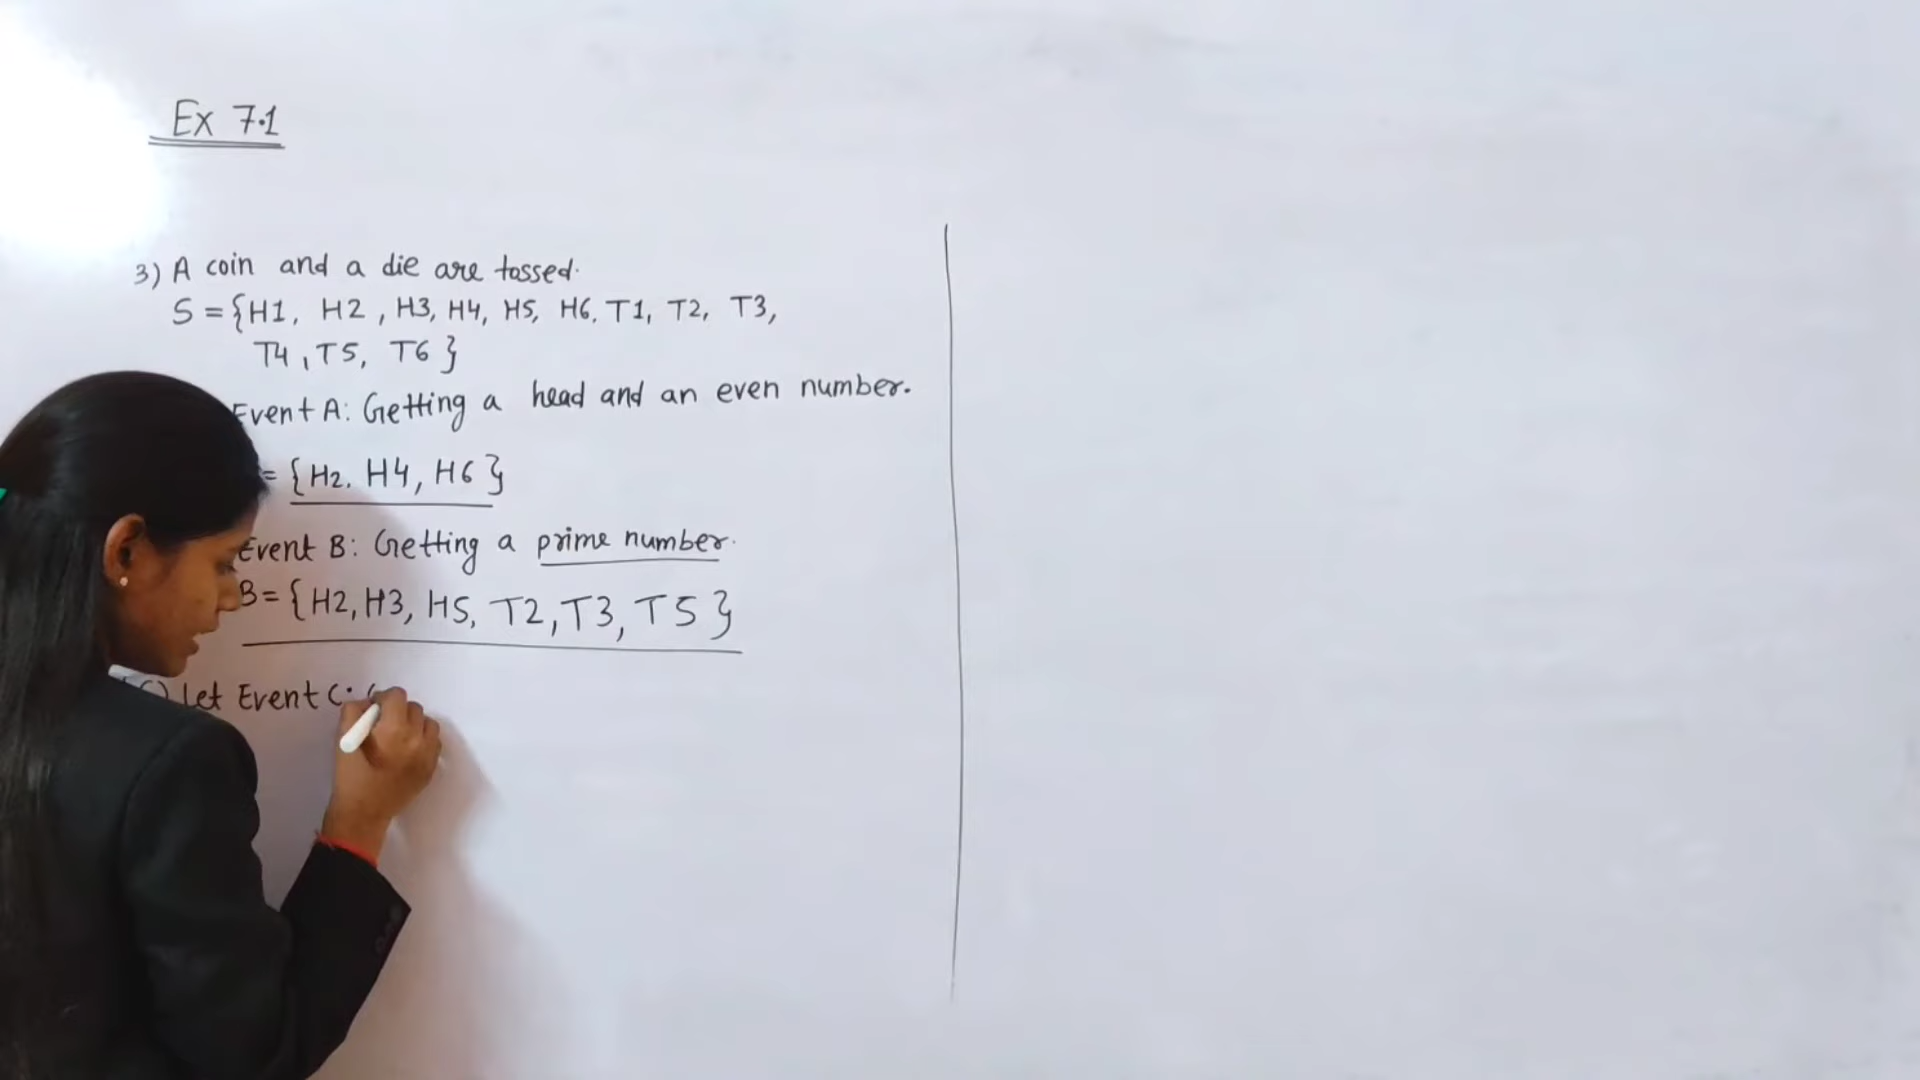 Ex 7.1
3) A coin and a die are tossed.
S = {H1, H2, H3, H4, H5, H6, T1, T2, T3,
T4, T5, T6}
Event A: Getting a head and an even number.
= {H2, H4, H6}
Event B: Getting a prime number.
B = {H2, H3, H5, T2, T3, T5}
Let Event C: